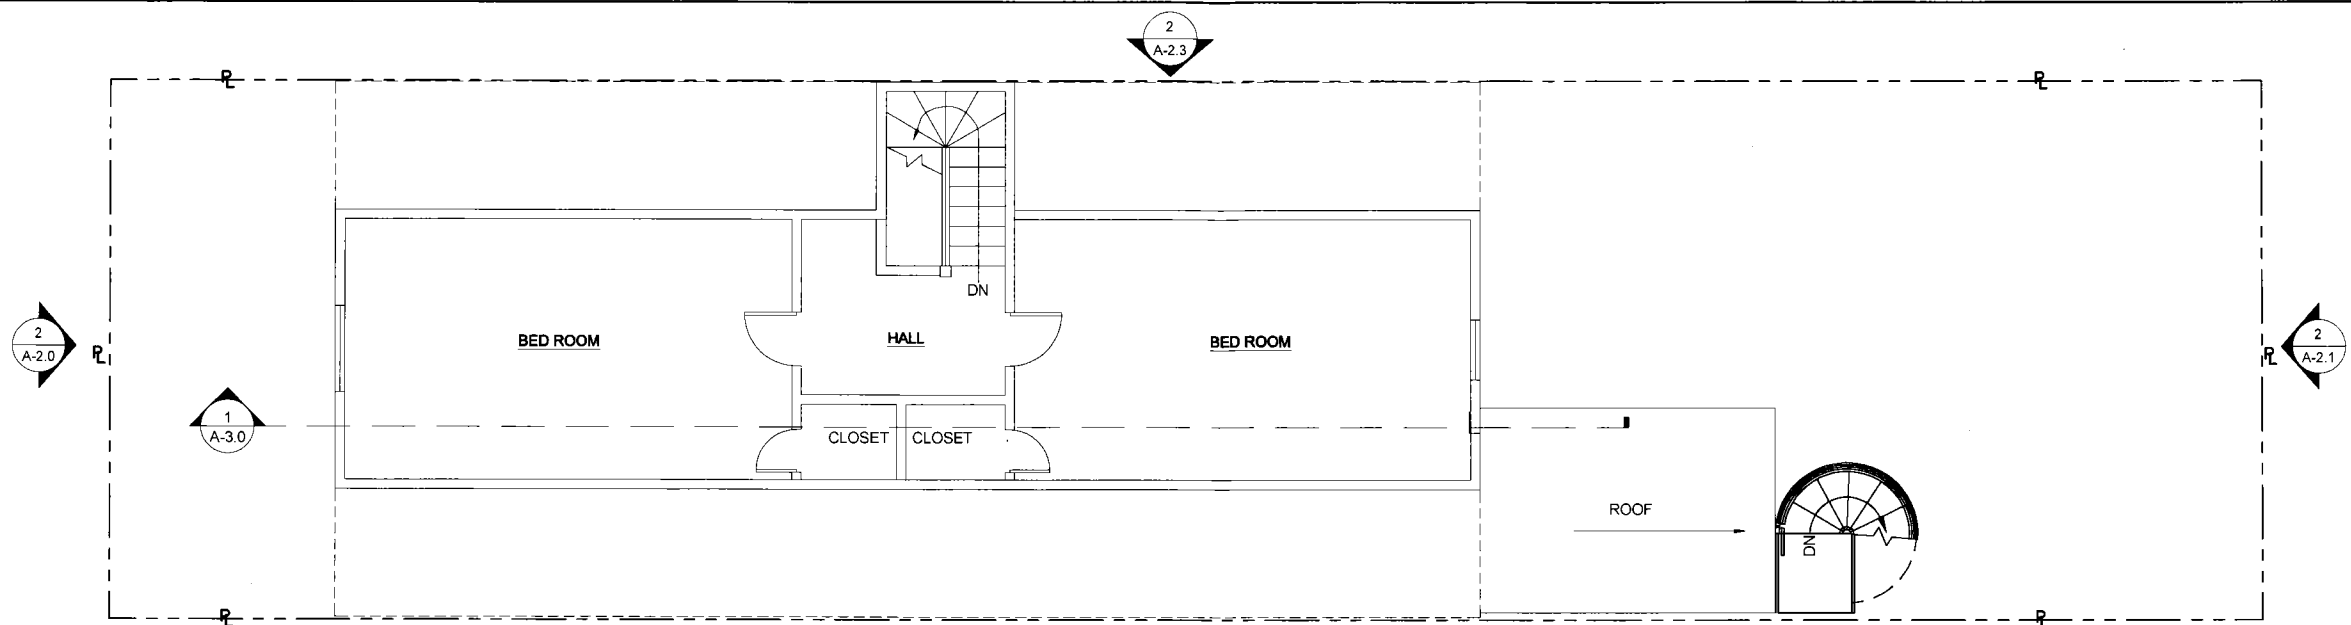 2
A-2.3
PL
PL
DN
2
A-2.0
PL
BED ROOM
HALL
BED ROOM
PL
2
A-2.1
1
A-3.0
CLOSET
CLOSET
ROOF
DN
PL
PL